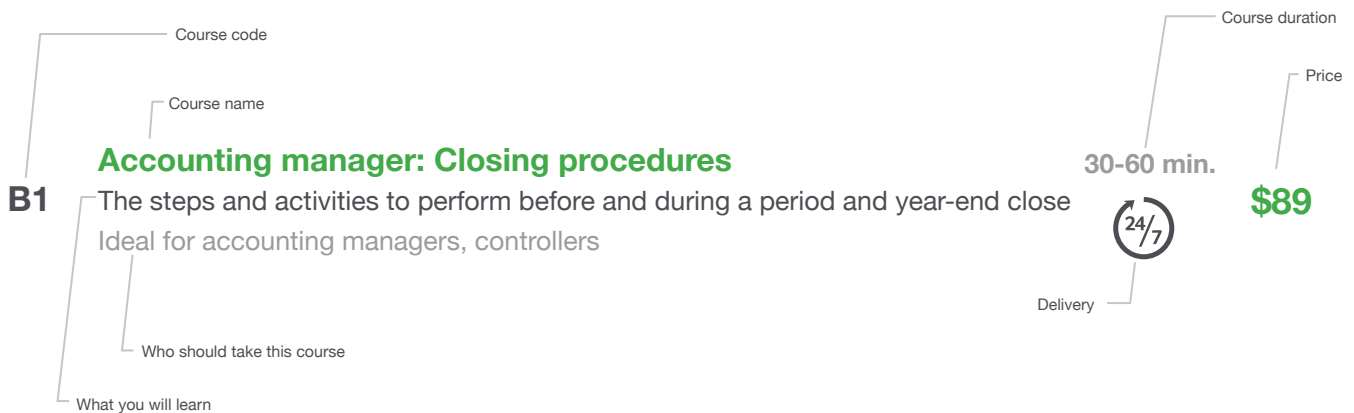 Course duration
Course code
Price
Course name
Accounting manager: Closing procedures
30-60 min.
B1
The steps and activities to perform before and during a period and year-end close
$89
24/7
Ideal for accounting managers, controllers
Delivery
Who should take this course
What you will learn